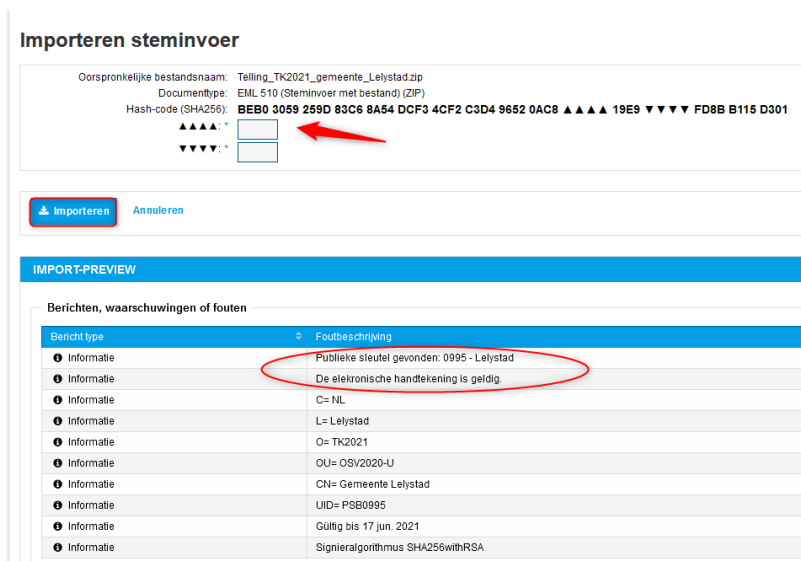 Importeren steminvoer
Oorspronkelijke bestandsnaam: Telling_TK2021_gemeente_Lelystad.zip
Documenttype: EML 510 (Steminvoer met bestand) (ZIP)
Hash-code (SHA256): BEB0 3059 259D 83C6 8A54 DCF3 4CF2 C3D4 9652 0AC8 ▲▲▲▲ 19E9 ▼▼▼▼ FD8B B115 D301
▲▲▲▲: *
▼▼▼▼: *
Importeren Annuleren
IMPORT-PREVIEW
Berichten, waarschuwingen of fouten
Bericht type Foutbeschrijving
Informatie Publieke sleutel gevonden: 0995 - Lelystad
Informatie De elekronische handtekening is geldig.
Informatie C= NL
Informatie L= Lelystad
Informatie O= TK2021
Informatie OU= OSV2020-U
Informatie CN= Gemeente Lelystad
Informatie UID= PSB0995
Informatie Gültig bis 17 jun. 2021
Informatie Signieralgorithmus SHA256withRSA